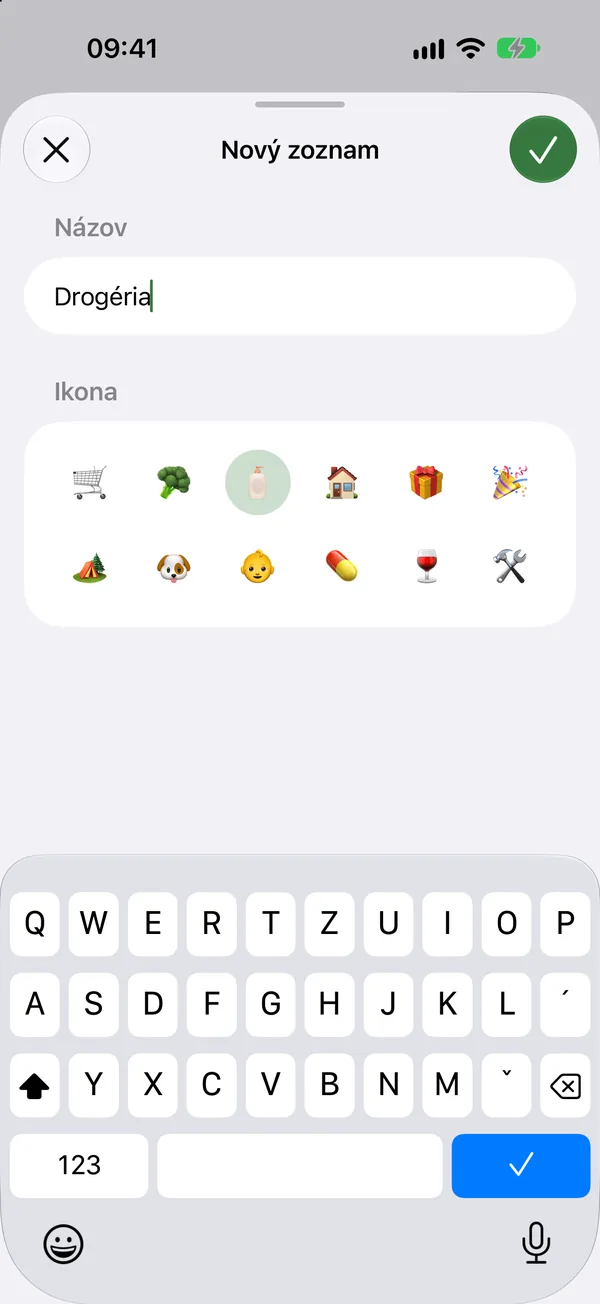 09:41
Nový zoznam
Názov
Drogéria
Ikona
Q W E R T Z U I O P
A S D F G H J K L ´
Y X C V B N M ˇ
123